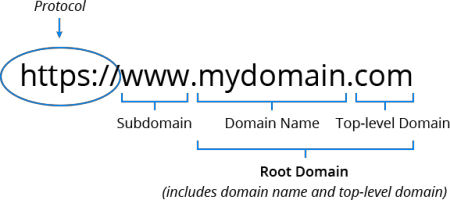 Protocol
https://www.mydomain.com
Subdomain Domain Name Top-level Domain
Root Domain
(includes domain name and top-level domain)